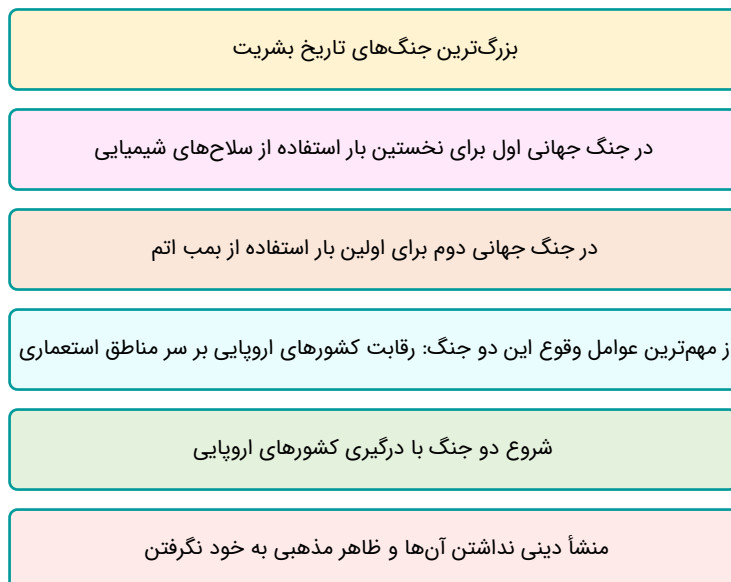 بزرگ‌ترین جنگ‌های تاریخ بشریت
در جنگ جهانی اول برای نخستین بار استفاده از سلاح‌های شیمیایی
در جنگ جهانی دوم برای اولین بار استفاده از بمب اتم
ز مهم‌ترین عوامل وقوع این دو جنگ: رقابت کشورهای اروپایی بر سر مناطق استعماری
شروع دو جنگ با درگیری کشورهای اروپایی
منشأ دینی نداشتن آن‌ها و ظاهر مذهبی به خود نگرفتن